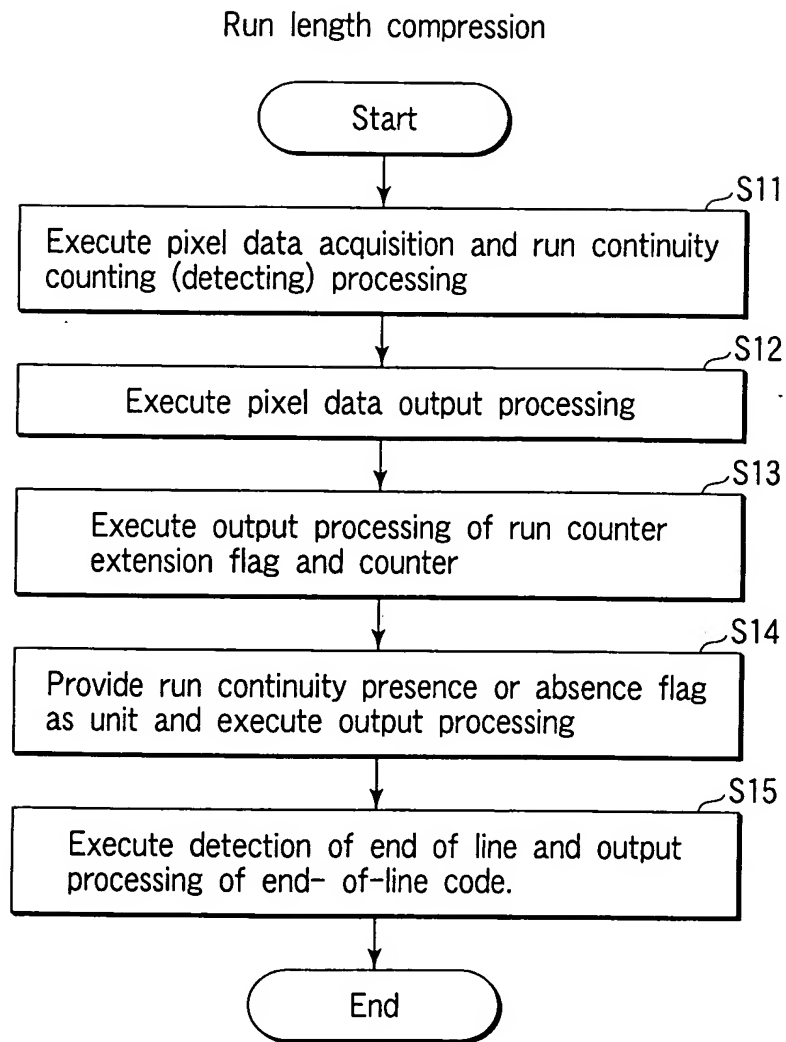 Run length compression
Start
S11
Execute pixel data acquisition and run continuity
counting (detecting) processing
S12
Execute pixel data output processing
S13
Execute output processing of run counter
extension flag and counter
S14
Provide run continuity presence or absence flag
as unit and execute output processing
S15
Execute detection of end of line and output
processing of end- of-line code.
End